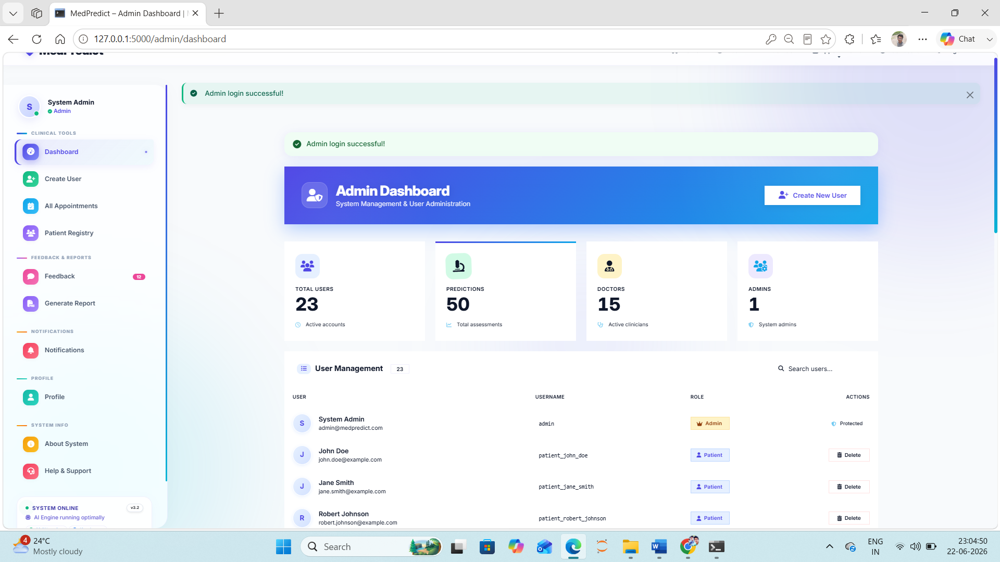 MedPredict – Admin Dashboard |
127.0.0.1:5000/admin/dashboard
Chat
MedPredict
System Admin
Admin
CLINICAL TOOLS
Dashboard
Create User
All Appointments
Patient Registry
FEEDBACK & REPORTS
Feedback
12
Generate Report
NOTIFICATIONS
Notifications
PROFILE
Profile
SYSTEM INFO
About System
Help & Support
SYSTEM ONLINE
v3.2
AI Engine running optimally
Admin login successful!
Admin login successful!
Admin Dashboard
System Management & User Administration
Create New User
TOTAL USERS
23
Active accounts
PREDICTIONS
50
Total assessments
DOCTORS
15
Active clinicians
ADMINS
1
System admins
User Management
23
Search users...
USER USERNAME ROLE ACTIONS
S System Admin admin Admin Protected
admin@medpredict.com
J John Doe patient_john_doe Patient Delete
john.doe@example.com
J Jane Smith patient_jane_smith Patient Delete
jane.smith@example.com
R Robert Johnson patient_robert_johnson Patient Delete
robert.johnson@example.com
4
24°C
Mostly cloudy
Search
ENG
IN
23:04:50
22-06-2026